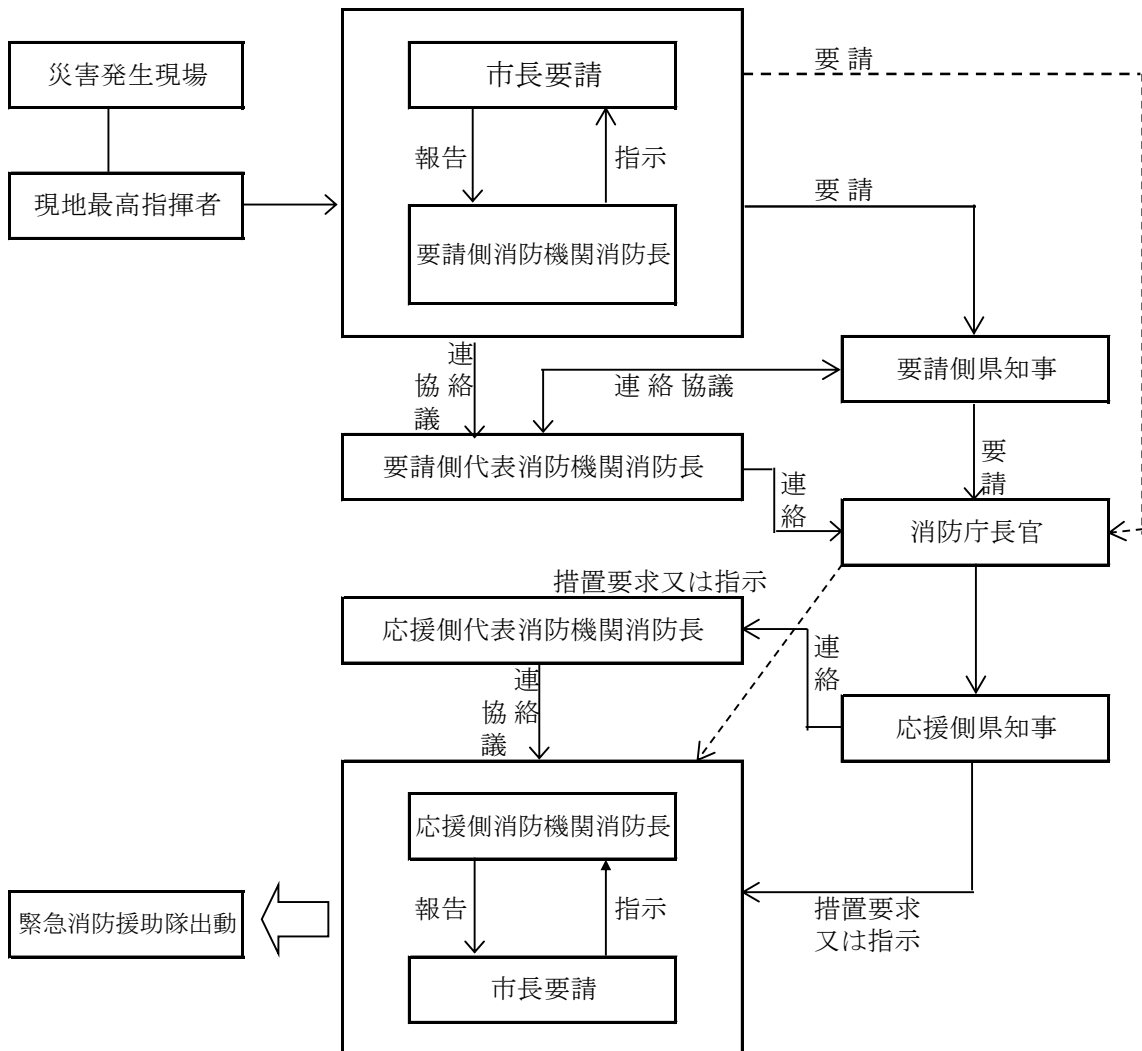 災害発生現場
市長要請
要 請
報告
指示
現地最高指揮者
要 請
要請側消防機関消防長
連絡
協議
連 絡 協議
要請側県知事
要請側代表消防機関消防長
要請
連絡
消防庁長官
措置要求又は指示
応援側代表消防機関消防長
連絡
連絡
協議
応援側県知事
応援側消防機関消防長
報告
指示
措置要求
又は指示
緊急消防援助隊出動
市長要請